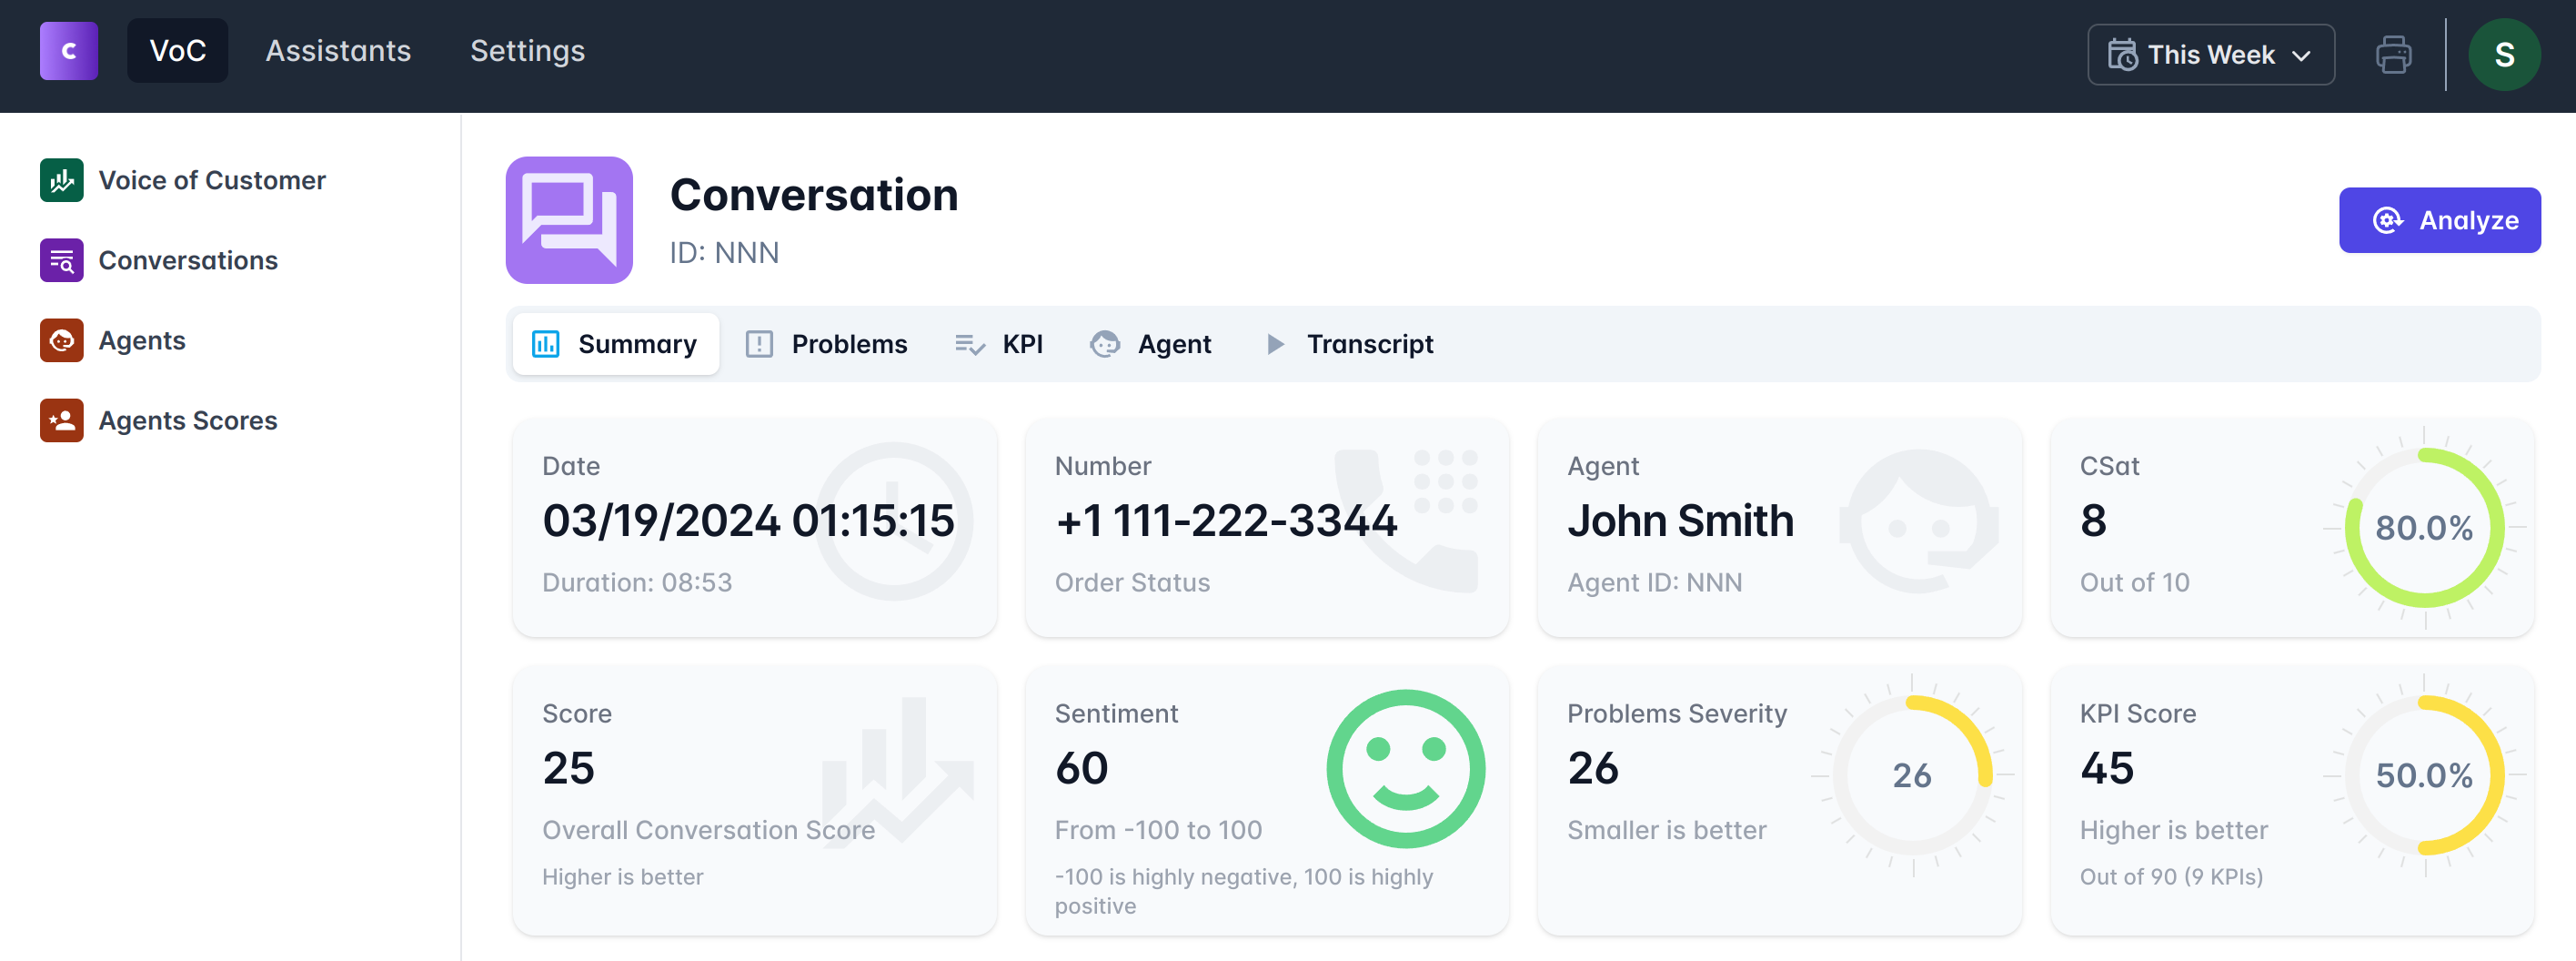 C
VoC
Assistants
Settings
This Week
S
Voice of Customer
Conversations
Agents
Agents Scores
Conversation
ID: NNN
Analyze
Summary
Problems
KPI
Agent
Transcript
Date
03/19/2024 01:15:15
Duration: 08:53
Number
+1 111-222-3344
Order Status
Agent
John Smith
Agent ID: NNN
CSat
8
Out of 10
80.0%
Score
25
Overall Conversation Score
Higher is better
Sentiment
60
From -100 to 100
-100 is highly negative, 100 is highly
positive
Problems Severity
26
Smaller is better
26
KPI Score
45
Higher is better
Out of 90 (9 KPIs)
50.0%